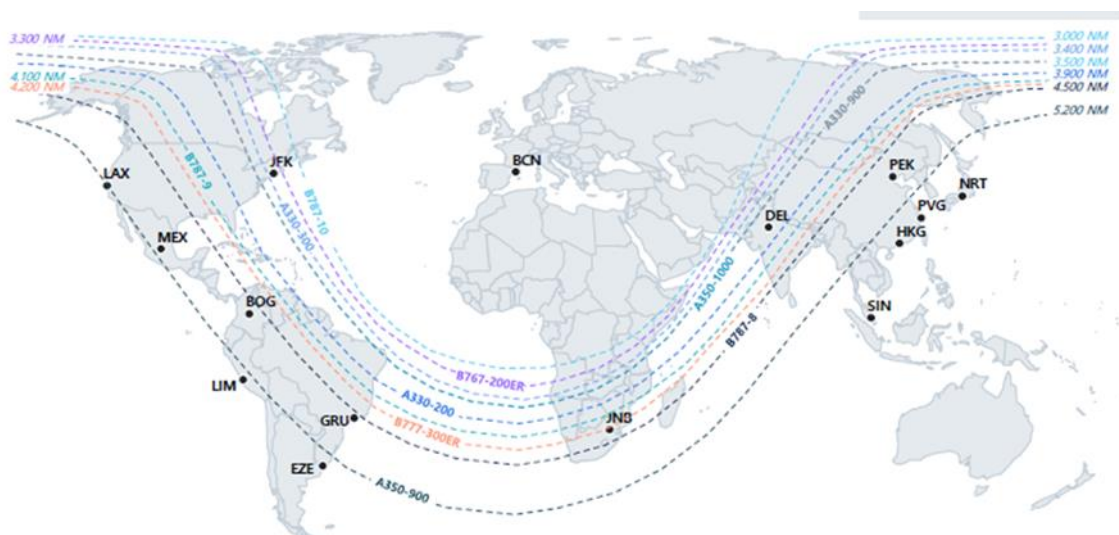 3.300 NM
4.100 NM
4.200 NM
3.000 NM
3.400 NM
3.500 NM
3.900 NM
4.500 NM
5.200 NM
A330-900
LAX
JFK
BCN
PEK
NRT
B787-9
B787-10
A330-300
DEL
PVG
MEX
HKG
A350-1000
BOG
SIN
B787-8
LIM
B767-200ER
A330-200
GRU
B777-300ER
JNB
EZE
A350-900